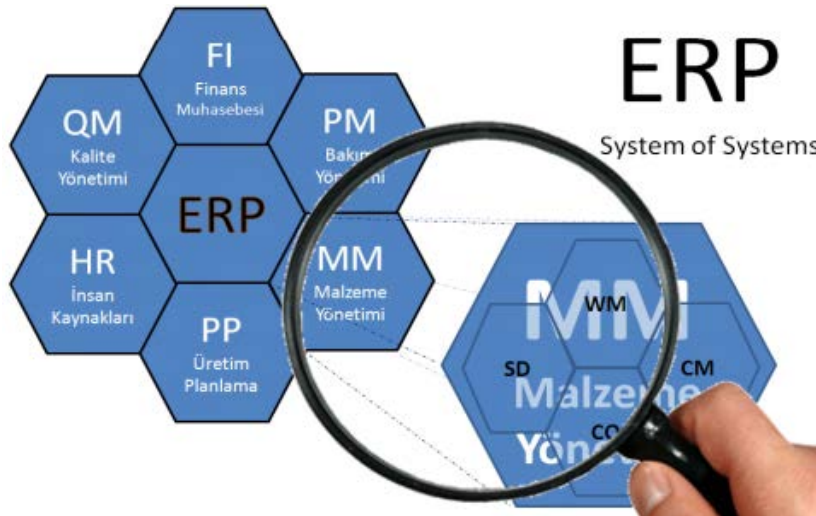 ERP
System of Systems
FI
Finans
Muhasebesi
QM
Kalite
Yönetimi
PM
Bakım
ERP
HR
İnsan
Kaynakları
MM
Malzeme
Yönetimi
PP
Üretim
Planlama
MM
WM
SD
CM
Malzeme